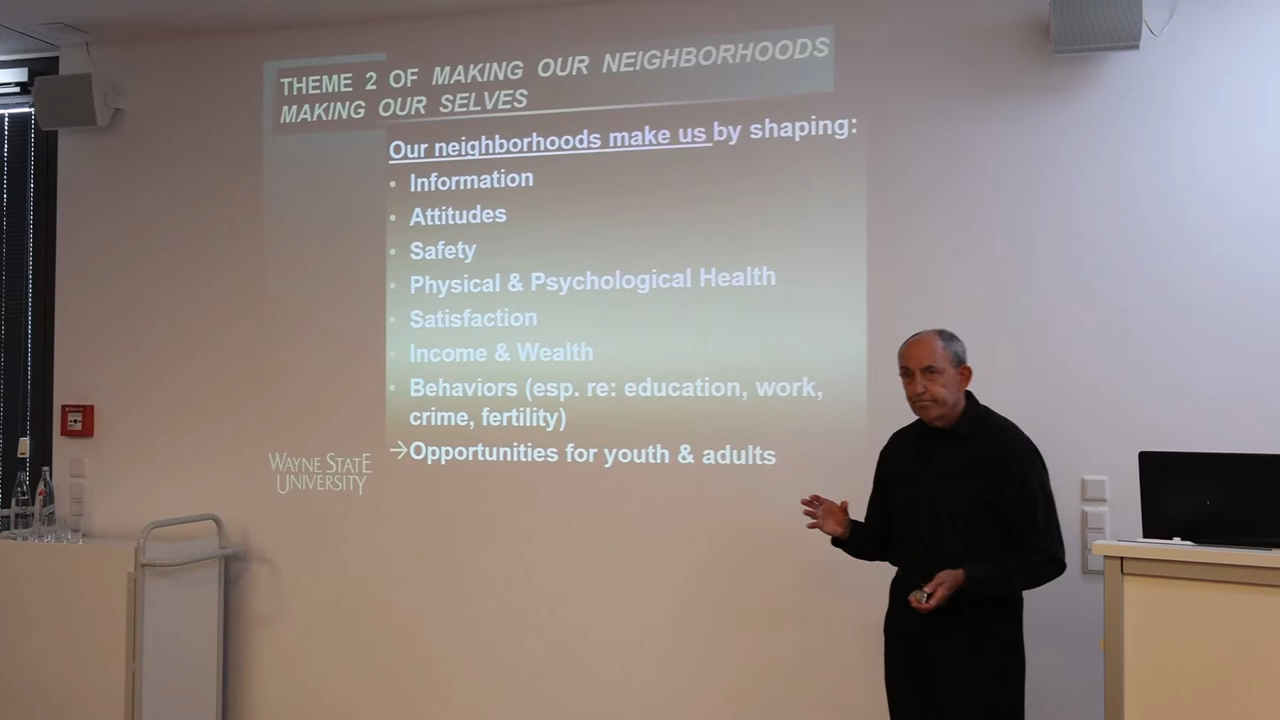 THEME 2 OF MAKING OUR NEIGHBORHOODS
MAKING OUR SELVES
Our neighborhoods make us by shaping:
• Information
• Attitudes
• Safety
• Physical & Psychological Health
• Satisfaction
• Income & Wealth
• Behaviors (esp. re: education, work,
crime, fertility)
→Opportunities for youth & adults
WAYNE STATE
UNIVERSITY